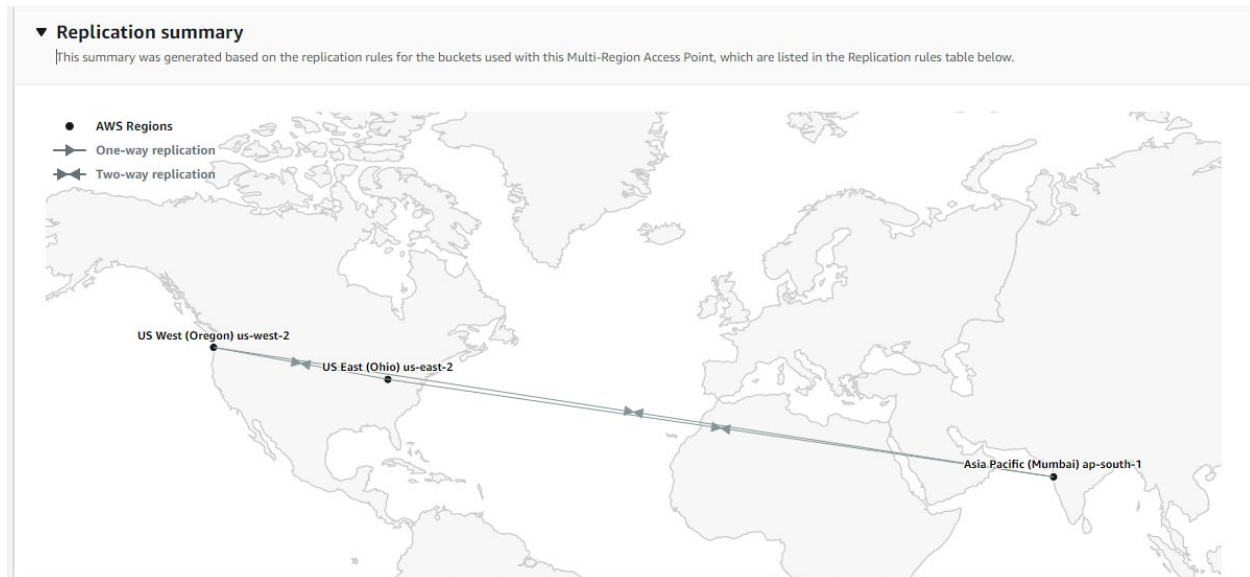 Replication summary
This summary was generated based on the replication rules for the buckets used with this Multi-Region Access Point, which are listed in the Replication rules table below.
AWS Regions
One-way replication
Two-way replication
US West (Oregon) us-west-2
US East (Ohio) us-east-2
Asia Pacific (Mumbai) ap-south-1